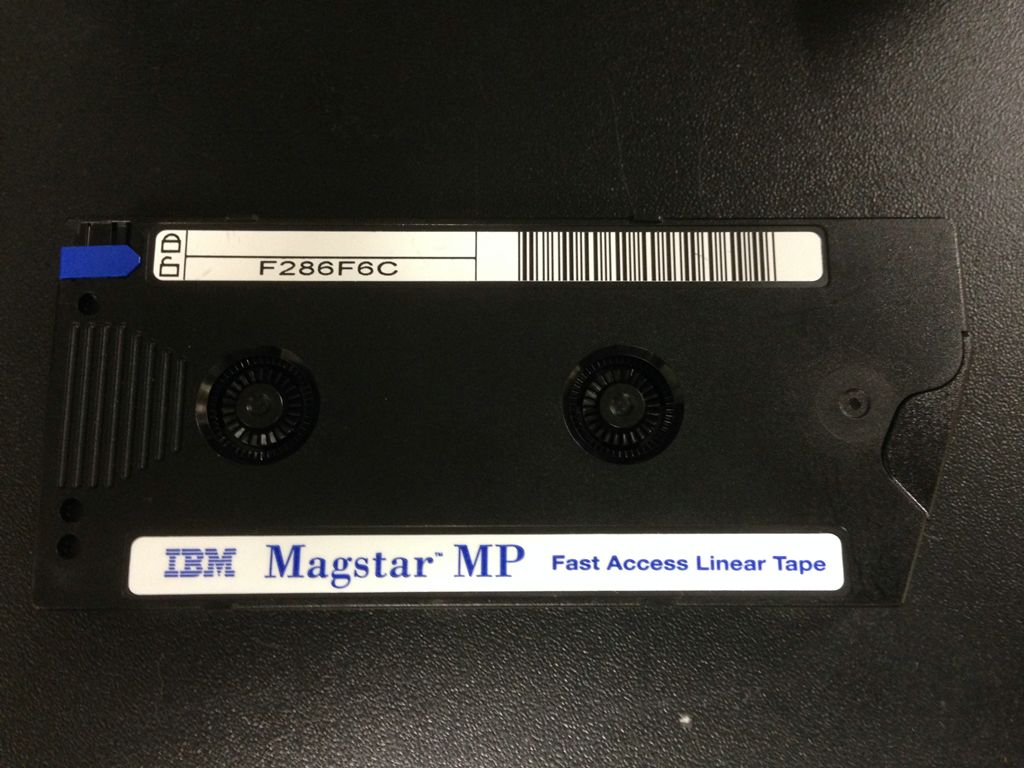 F286F6C
IBM Magstar™ MP Fast Access Linear Tape